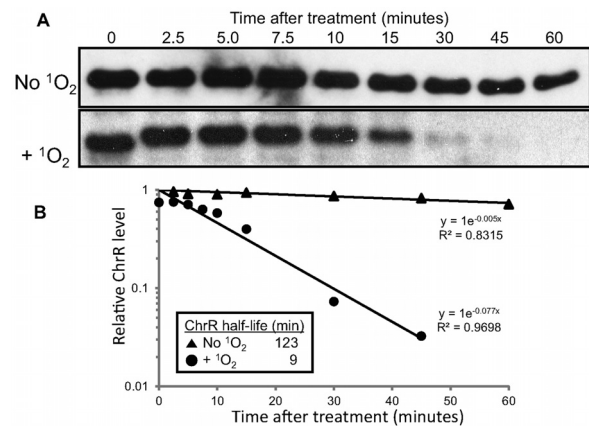 A
Time after treatment (minutes)
0 2.5 5.0 7.5 10 15 30 45 60
No ¹O₂
+ ¹O₂
B
Relative ChrR level
1
0.1
0.01
y = 1e⁻⁰·⁰⁰⁵ˣ
R² = 0.8315
y = 1e⁻⁰·⁰⁷⁷ˣ
R² = 0.9698
ChrR half-life (min)
▲ No ¹O₂ 123
● + ¹O₂ 9
0 10 20 30 40 50 60
Time after treatment (minutes)